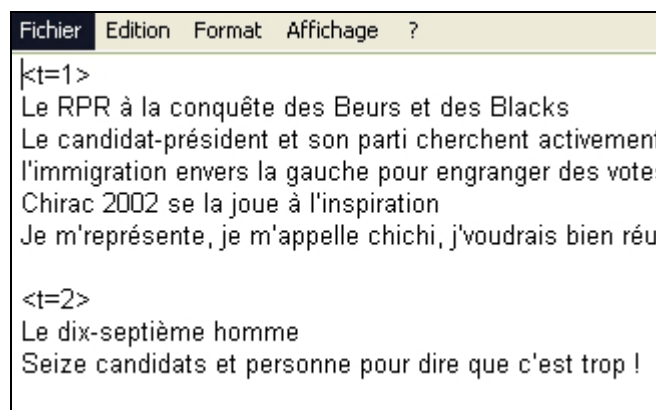 Fichier Edition Format Affichage ?
<t=1>
Le RPR à la conquête des Beurs et des Blacks
Le candidat-président et son parti cherchent activement
l'immigration envers la gauche pour engranger des votes
Chirac 2002 se la joue à l'inspiration
Je m'représente, je m'appelle chichi, j'voudrais bien réu
<t=2>
Le dix-septième homme
Seize candidats et personne pour dire que c'est trop !